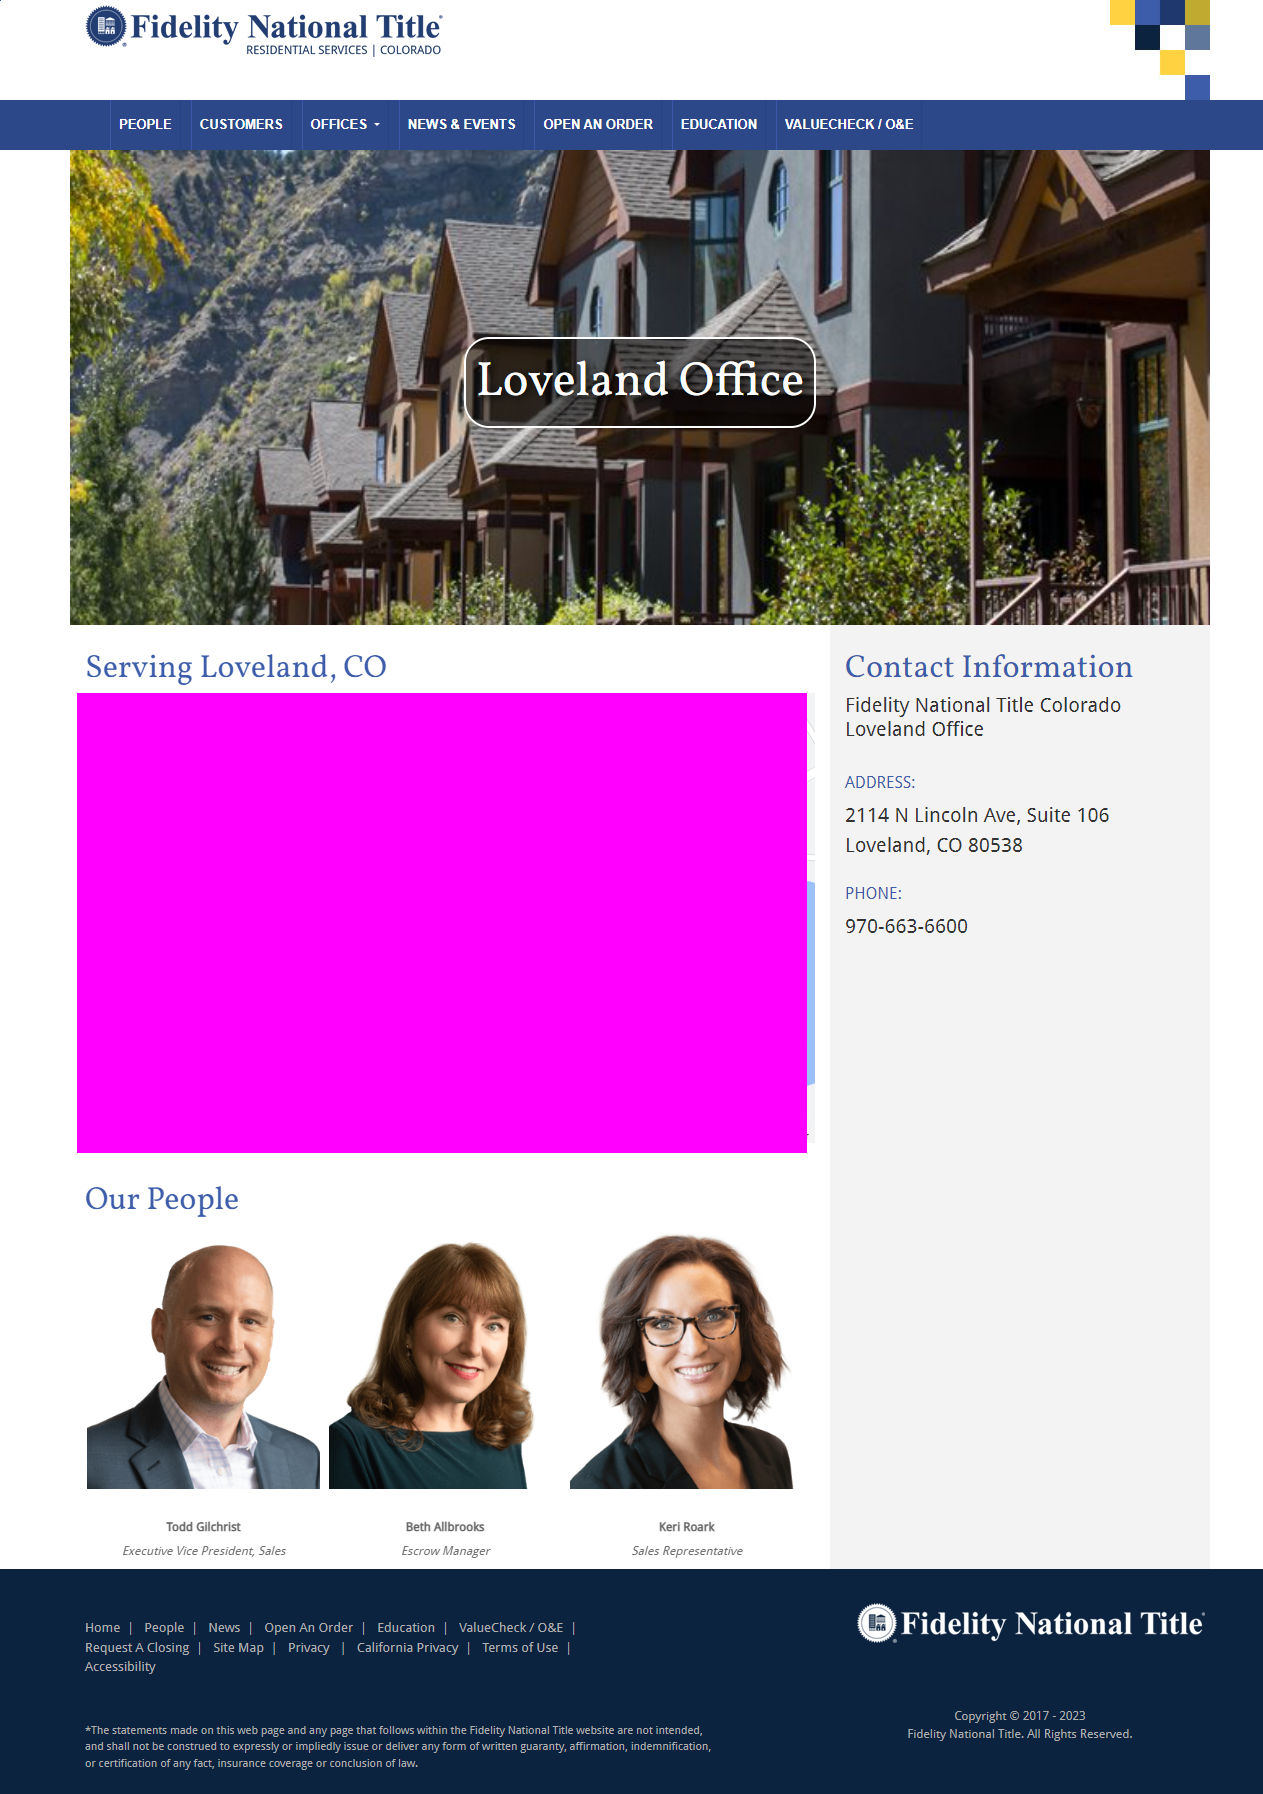 Fidelity National Title
RESIDENTIAL SERVICES | COLORADO
PEOPLE
CUSTOMERS
OFFICES
NEWS & EVENTS
OPEN AN ORDER
EDUCATION
VALUECHECK / O&E
Loveland Office
Serving Loveland, CO
Contact Information
Fidelity National Title Colorado
Loveland Office
ADDRESS:
2114 N Lincoln Ave, Suite 106
Loveland, CO 80538
PHONE:
970-663-6600
Our People
Todd Gilchrist
Executive Vice President, Sales
Beth Allbrooks
Escrow Manager
Keri Roark
Sales Representative
Home | People | News | Open An Order | Education | ValueCheck / O&E |
Request A Closing | Site Map | Privacy | California Privacy | Terms of Use |
Accessibility
*The statements made on this web page and any page that follows within the Fidelity National Title website are not intended,
and shall not be construed to expressly or impliedly issue or deliver any form of written guaranty, affirmation, indemnification,
or certification of any fact, insurance coverage or conclusion of law.
Fidelity National Title
Copyright © 2017 - 2023
Fidelity National Title. All Rights Reserved.